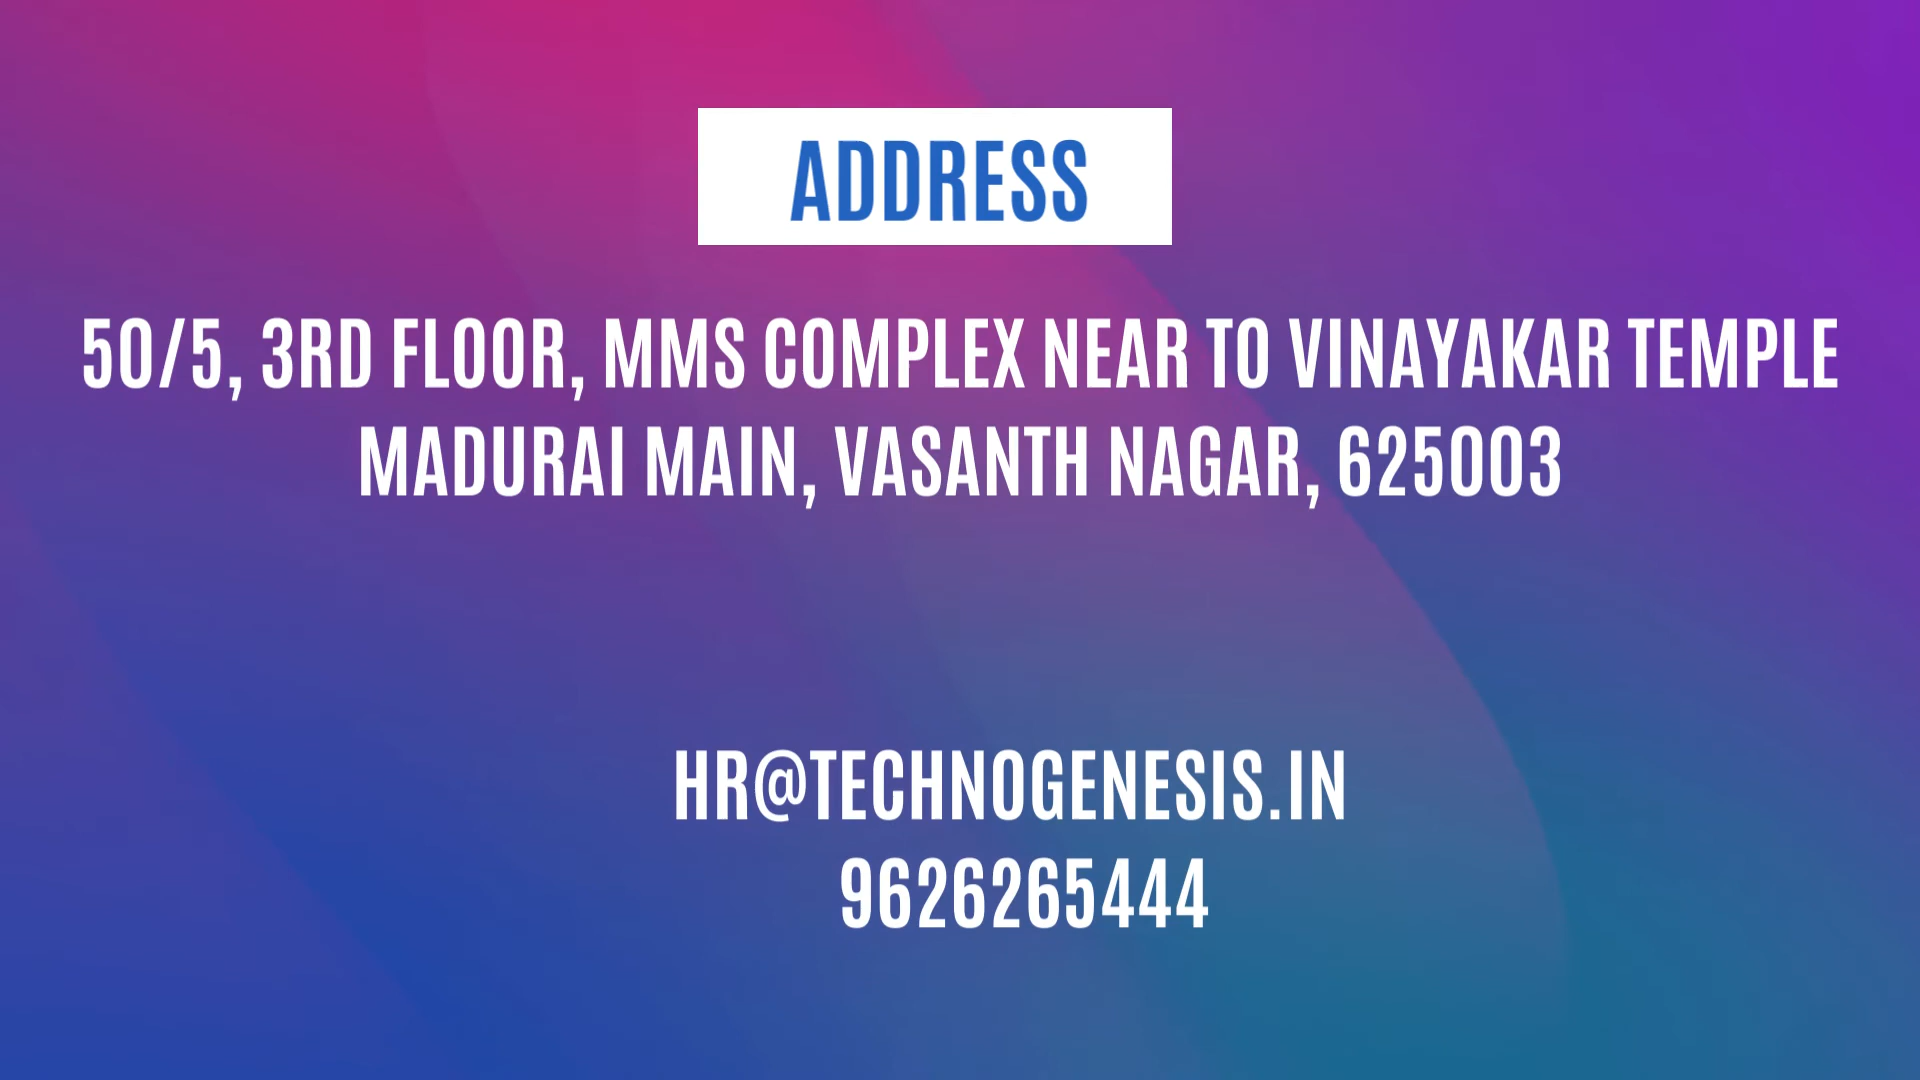 ADDRESS
50/5, 3RD FLOOR, MMS COMPLEX NEAR TO VINAYAKAR TEMPLE
MADURAI MAIN, VASANTH NAGAR, 625003
HR@TECHNOGENESIS.IN
9626265444